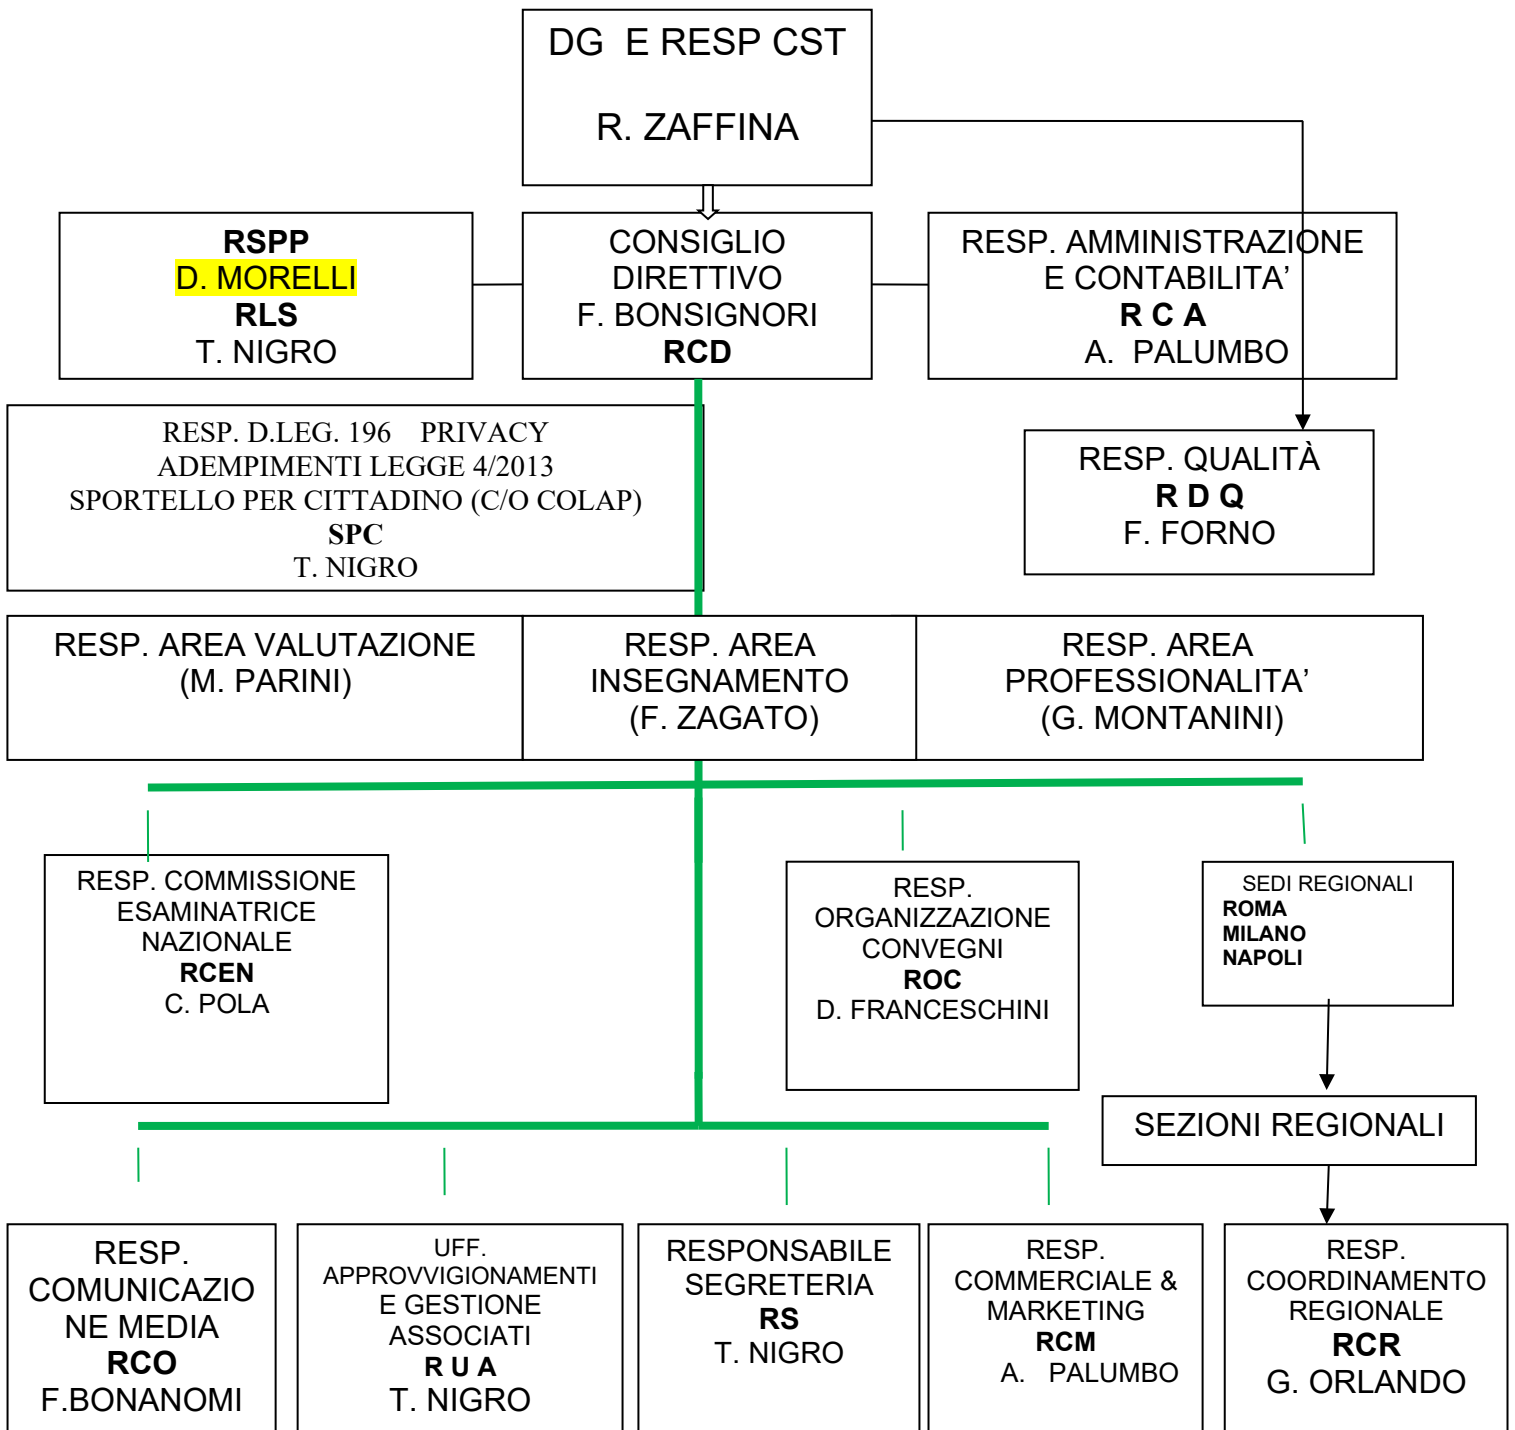 DG E RESP CST
R. ZAFFINA
RSPP
D. MORELLI
RLS
T. NIGRO
CONSIGLIO
DIRETTIVO
F. BONSIGNORI
RCD
RESP. AMMINISTRAZIONE
E CONTABILITA’
R C A
A. PALUMBO
RESP. D.LEG. 196 PRIVACY
ADEMPIMENTI LEGGE 4/2013
SPORTELLO PER CITTADINO (C/O COLAP)
SPC
T. NIGRO
RESP. QUALITÀ
R D Q
F. FORNO
RESP. AREA VALUTAZIONE
(M. PARINI)
RESP. AREA
INSEGNAMENTO
(F. ZAGATO)
RESP. AREA
PROFESSIONALITA’
(G. MONTANINI)
RESP. COMMISSIONE
ESAMINATRICE
NAZIONALE
RCEN
C. POLA
RESP.
ORGANIZZAZIONE
CONVEGNI
ROC
D. FRANCESCHINI
SEDI REGIONALI
ROMA
MILANO
NAPOLI
SEZIONI REGIONALI
RESP.
COMUNICAZIO
NE MEDIA
RCO
F.BONANOMI
UFF.
APPROVVIGIONAMENTI
E GESTIONE
ASSOCIATI
R U A
T. NIGRO
RESPONSABILE
SEGRETERIA
RS
T. NIGRO
RESP.
COMMERCIALE &
MARKETING
RCM
A. PALUMBO
RESP.
COORDINAMENTO
REGIONALE
RCR
G. ORLANDO